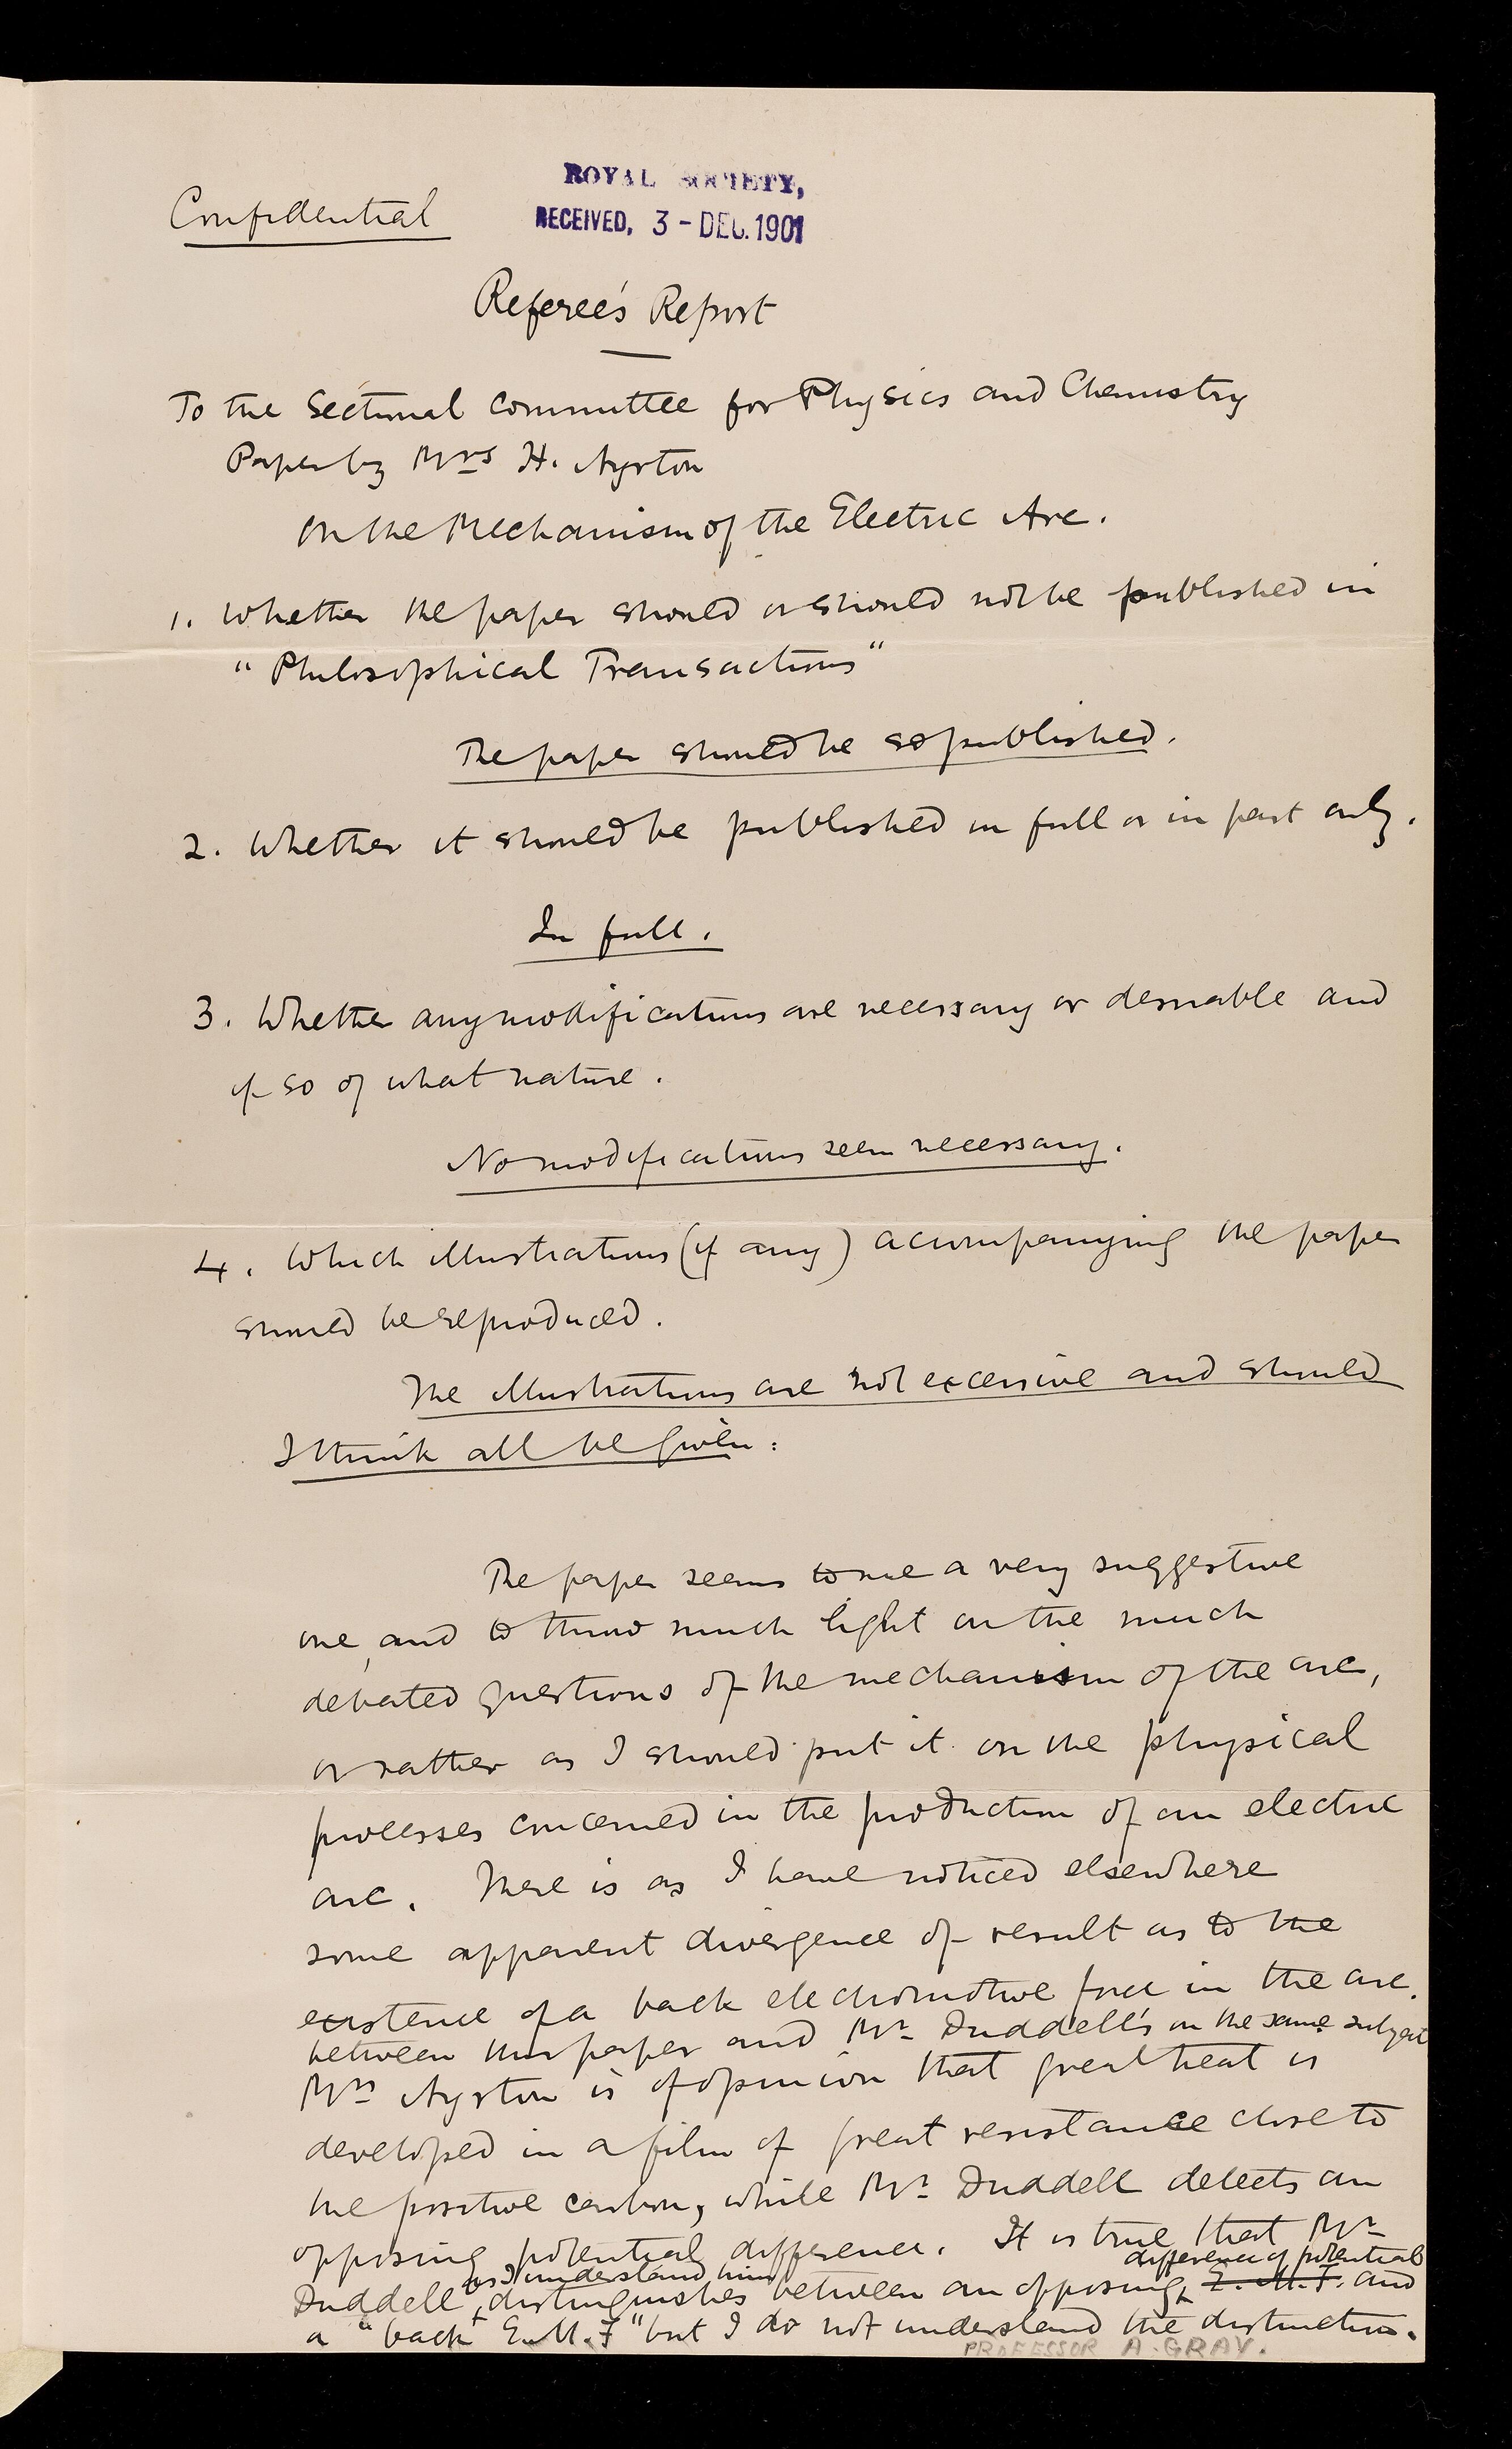 Confidential
ROYAL SOCIETY,
RECEIVED, 3 - DEC. 1901
Referee's Report
To the Sectional Committee for Physics and Chemistry
Paper by Mrs H. Ayrton
On the Mechanism of the Electric Arc.
1. Whether the paper should or should not be published in
"Philosophical Transactions"
The paper should be so published.
2. Whether it should be published in full or in part only.
In full.
3. Whether any modifications are necessary or desirable and
if so of what nature.
No modifications seem necessary.
4. Which illustrations (if any) accompanying the paper
should be reproduced.
The illustrations are not excessive and should
I think all be given.
The paper seems to me a very suggestive
one, and to throw much light on the much
debated questions of the mechanism of the arc,
or rather as I should put it on the physical
processes concerned in the production of an electric
arc. There is as I have noticed elsewhere
some apparent divergence of result as to the
existence of a back electromotive force in the arc.
between this paper and Mr Duddell's on the same subject
Mrs Ayrton is of opinion that great heat is
developed in a film of great resistance close to
the positive carbon, while Mr Duddell detects an
opposing potential difference. It is true that Mr
as I understand him difference of potential
Duddell distinguishes between an opposing E.M.F. and
a "back E.M.F" but I do not understand the distinction.
PROFESSOR A. GRAY.